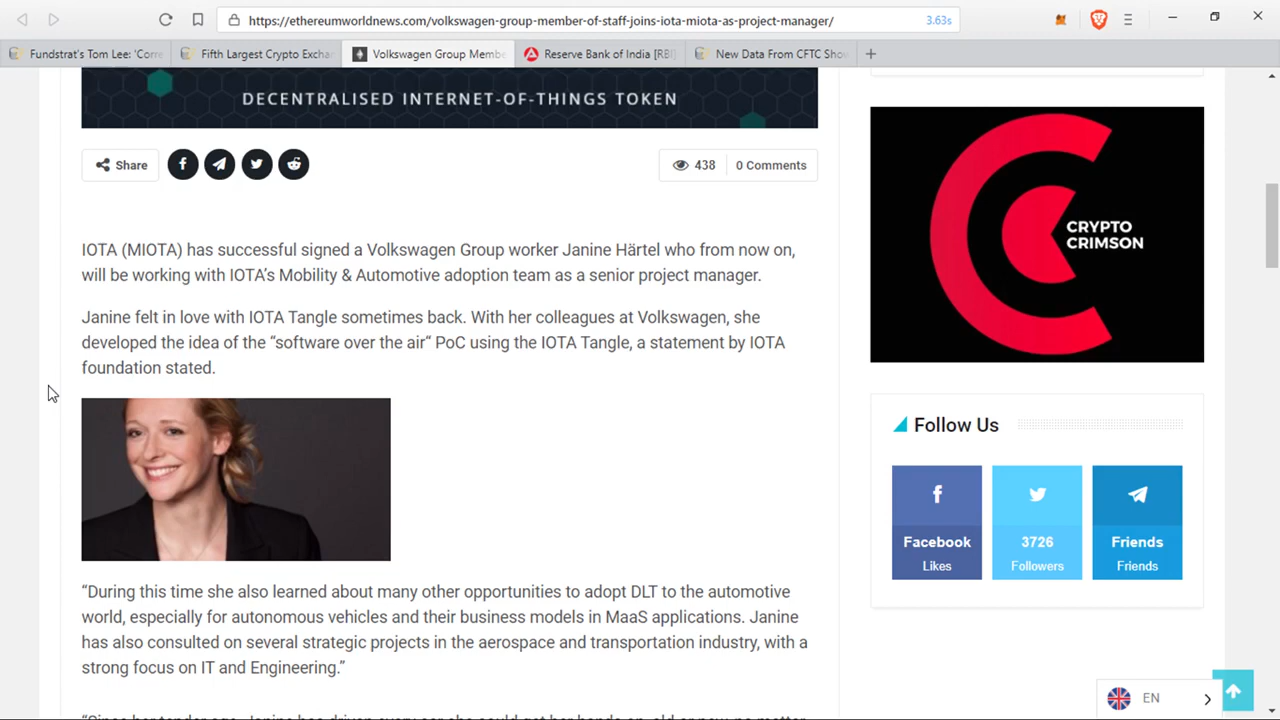 https://ethereumworldnews.com/volkswagen-group-member-of-staff-joins-iota-miota-as-project-manager/
3.63s
Fundstrat's Tom Lee: 'Corre
Fifth Largest Crypto Excha
Volkswagen Group Membe
Reserve Bank of India [RBI]
New Data From CFTC Show
DECENTRALISED INTERNET-OF-THINGS TOKEN
Share
438
0 Comments
IOTA (MIOTA) has successful signed a Volkswagen Group worker Janine Härtel who from now on,
will be working with IOTA's Mobility & Automotive adoption team as a senior project manager.
Janine felt in love with IOTA Tangle sometimes back. With her colleagues at Volkswagen, she
developed the idea of the “software over the air“ PoC using the IOTA Tangle, a statement by IOTA
foundation stated.
“During this time she also learned about many other opportunities to adopt DLT to the automotive
world, especially for autonomous vehicles and their business models in MaaS applications. Janine
has also consulted on several strategic projects in the aerospace and transportation industry, with a
strong focus on IT and Engineering.”
CRYPTO
CRIMSON
Follow Us
Facebook
Likes
3726
Followers
Friends
Friends
EN